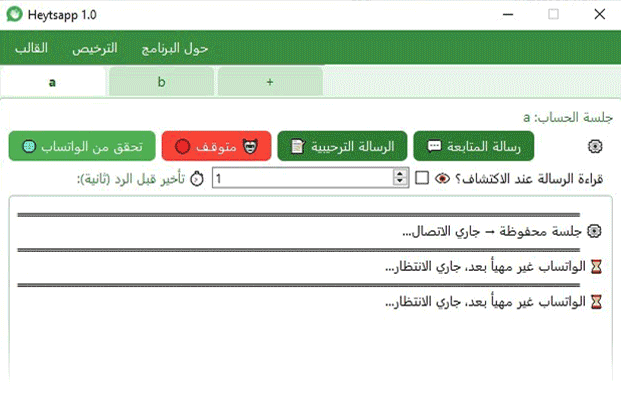 Heytsapp 1.0
القالب الترخيص حول البرنامج
a b +
جلسة الحساب: a
رسالة المتابعة الرسالة الترحيبية متوقف تحقق من الواتساب
قراءة الرسالة عند الاكتشاف؟ 1 تأخير قبل الرد (ثانية):
جلسة محفوظة – جاري الاتصال...
الواتساب غير مهيأ بعد، جاري الانتظار...
الواتساب غير مهيأ بعد، جاري الانتظار...